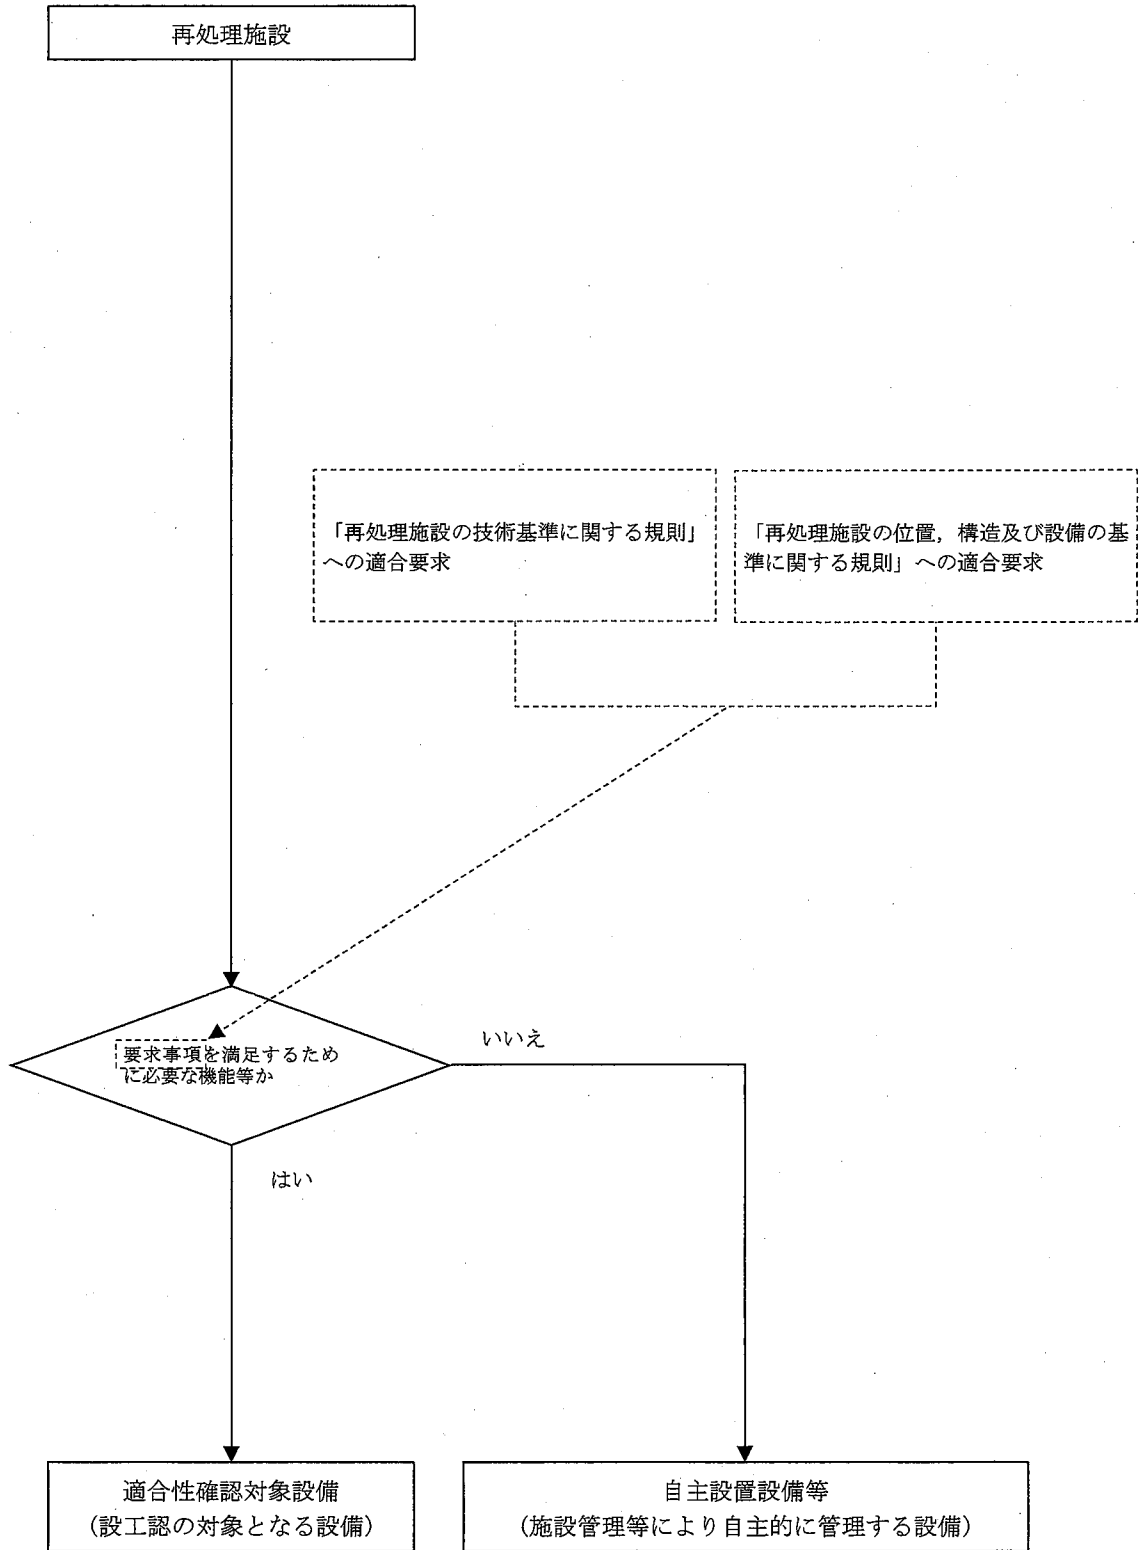 再処理施設
「再処理施設の技術基準に関する規則」
への適合要求
「再処理施設の位置，構造及び設備の基
準に関する規則」への適合要求
要求事項を満足するため
に必要な機能等か
いいえ
はい
適合性確認対象設備
（設工認の対象となる設備）
自主設置設備等
（施設管理等により自主的に管理する設備）